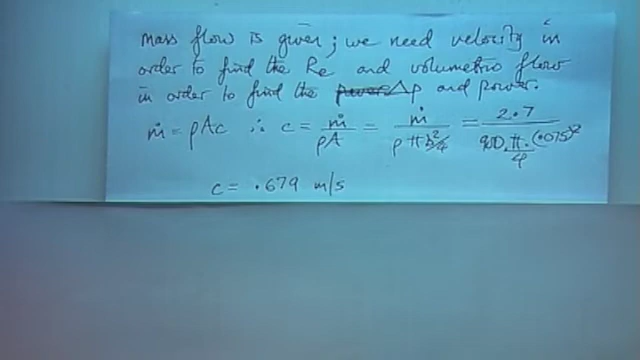 mass flow is given; we need velocity in
order to find the Re and volumetric flow
in order to find the power Δp and power.
ṁ = ρAc ∴ c = ṁ/ρA = ṁ/(ρ π D²/4) = 2.7/(900.π/4.(.075)²)
c = .679 m/s